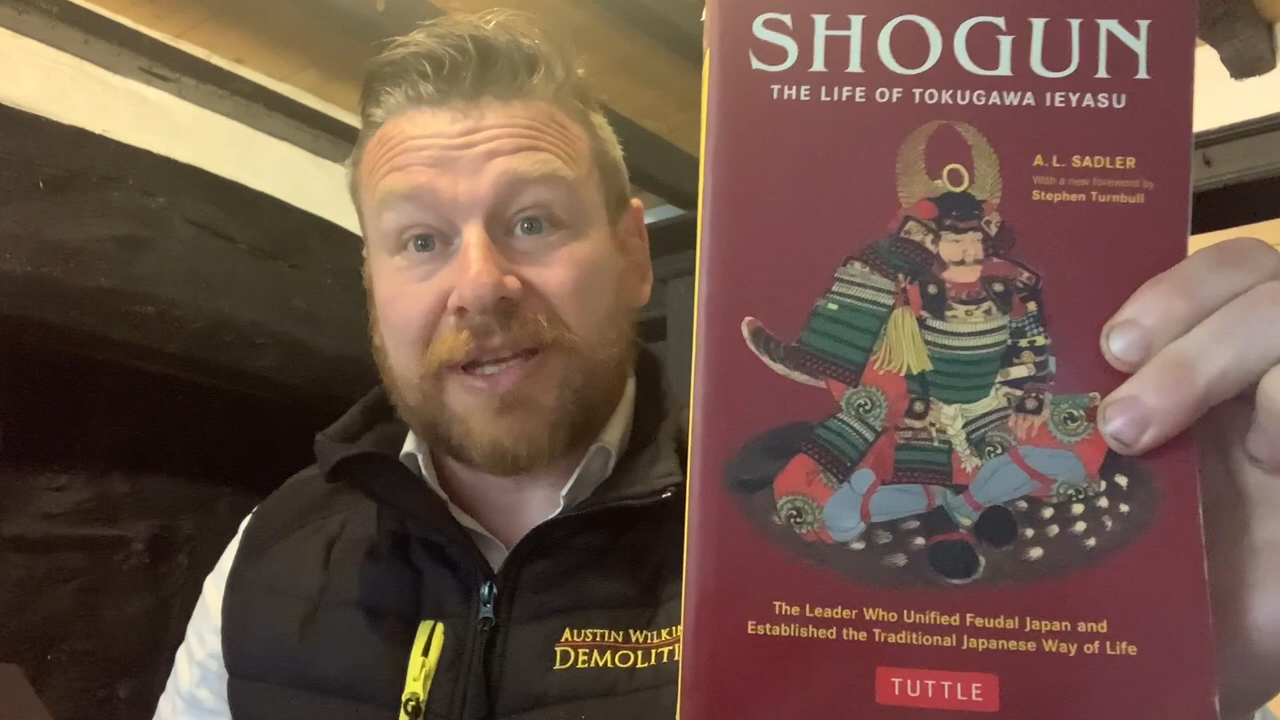 SHOGUN
THE LIFE OF TOKUGAWA IEYASU
A. L. SADLER
With a new foreword by
Stephen Turnbull
The Leader Who Unified Feudal Japan and
Established the Traditional Japanese Way of Life
TUTTLE
AUSTIN WILKIN
DEMOLITI